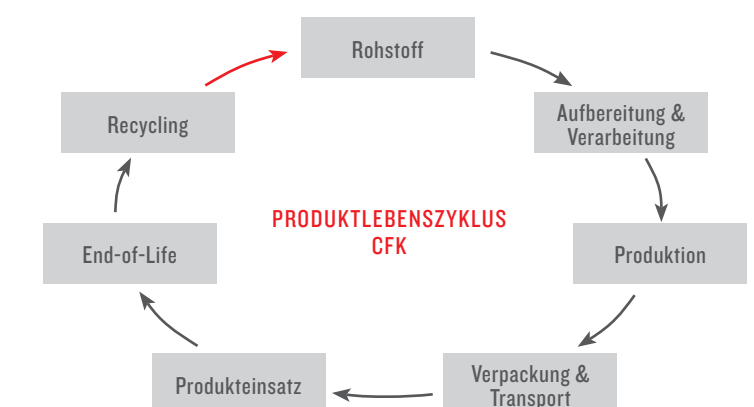 Rohstoff
Recycling
Aufbereitung &
Verarbeitung
PRODUKTLEBENSZYKLUS
CFK
End-of-Life
Produktion
Produkteinsatz
Verpackung &
Transport